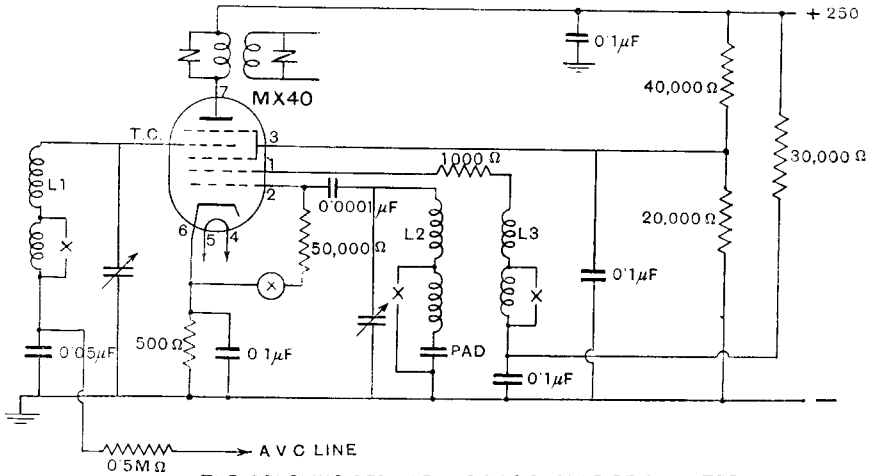 + 250
0·1µF
7
MX40
40,000 Ω
T.C.
3
1
1000 Ω
30,000 Ω
2
0·0001µF
L1
6
5
4
50,000 Ω
L2
L3
20,000 Ω
X
X
X
X
0·1µF
500 Ω
0·05µF
0·1µF
PAD
0·1µF
—
A V C LINE
0·5M Ω